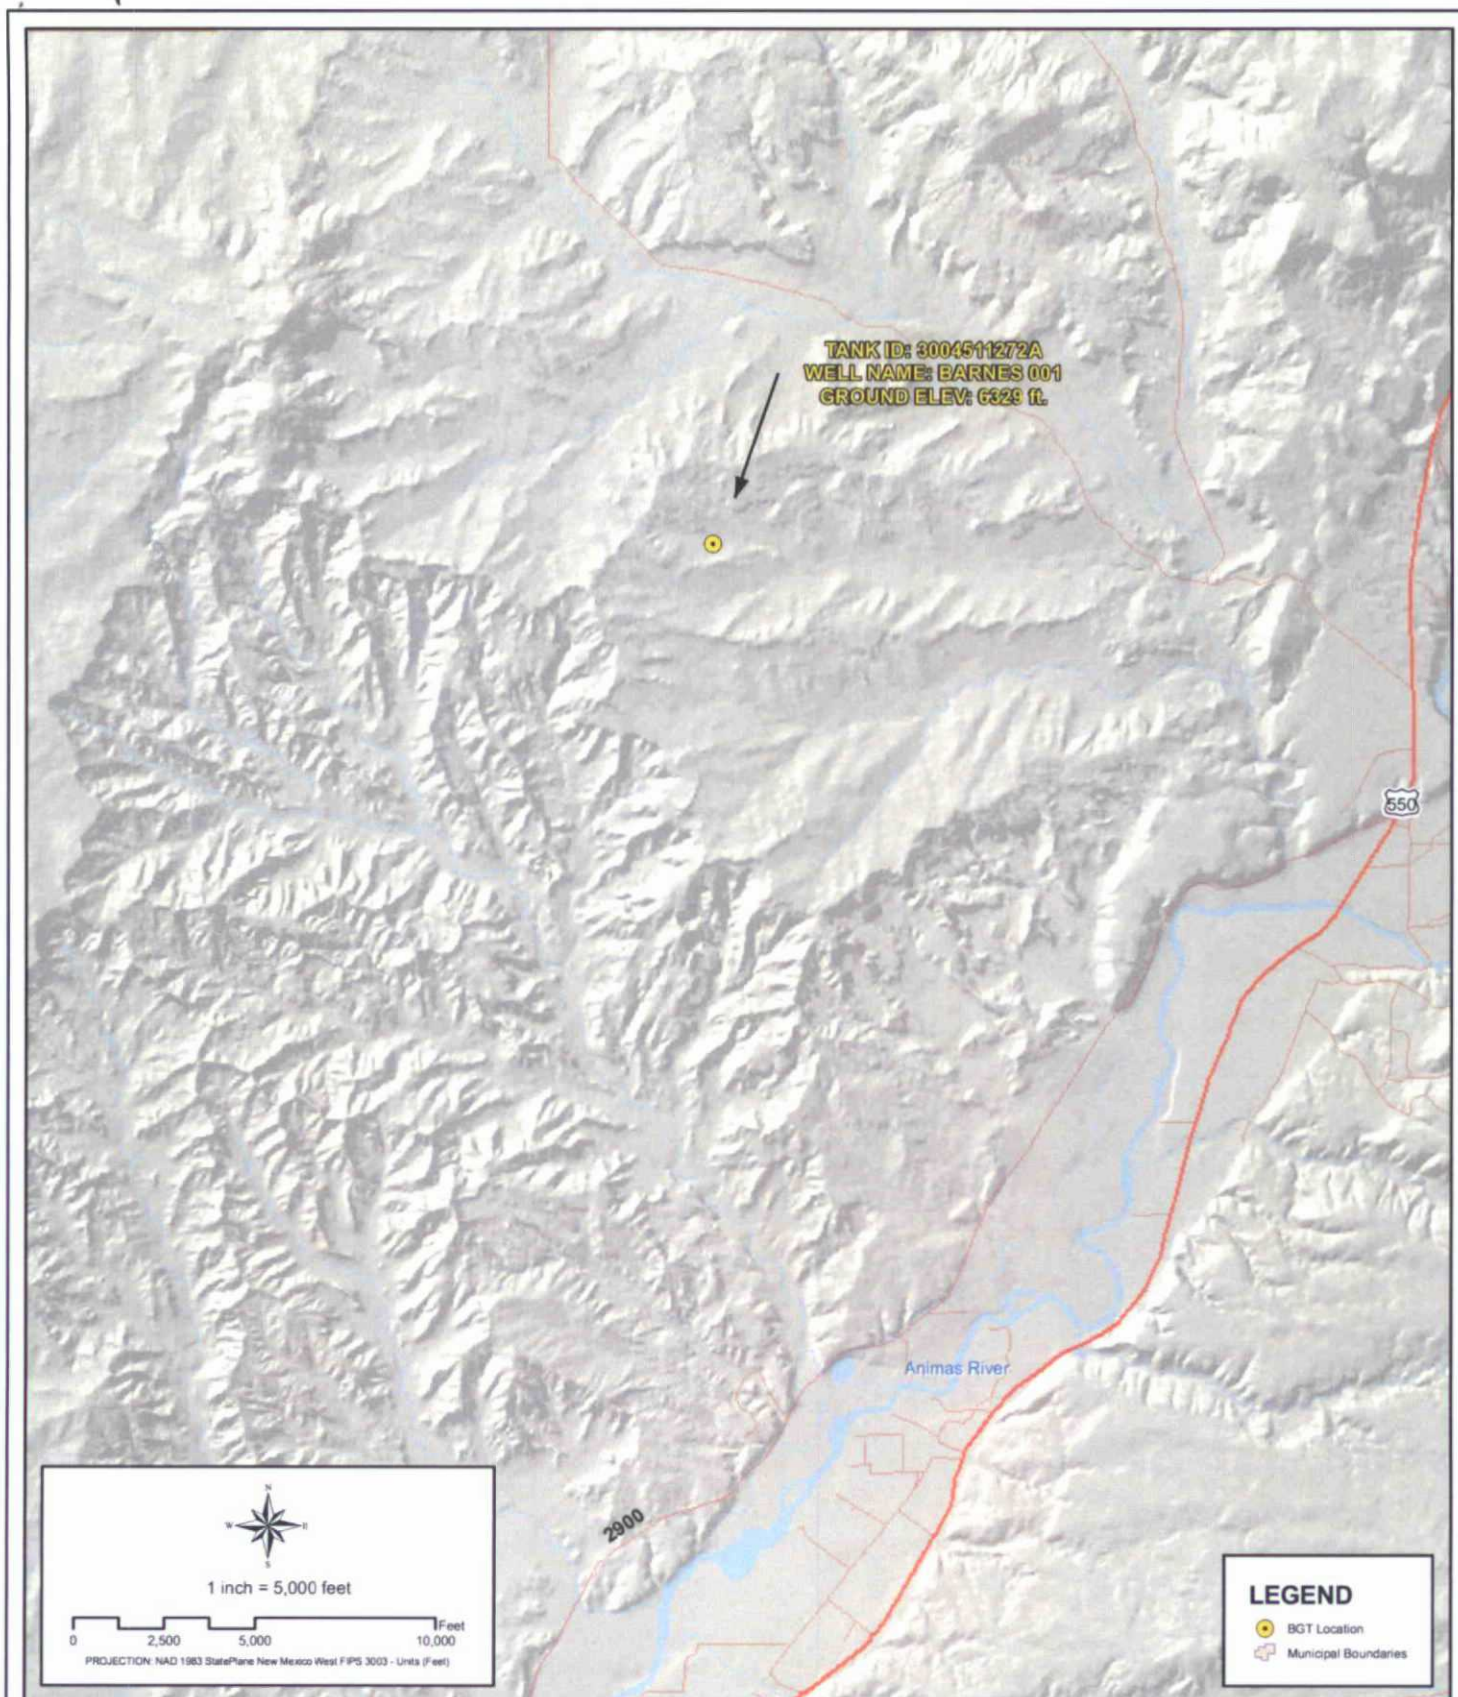 TANK ID: 3004511272A
WELL NAME: BARNES 001
GROUND ELEV: 6329 ft.
550
Animas River
2900
N
W E
S
1 inch = 5,000 feet
Feet
0 2,500 5,000 10,000
PROJECTION: NAD 1983 StatePlane New Mexico West FIPS 3003 - Units (Feet)
LEGEND
BGT Location
Municipal Boundaries